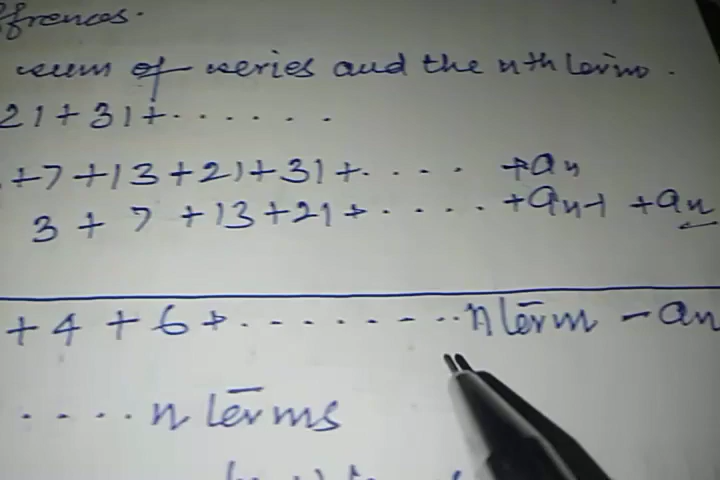 sum of series and the nth term.
21+31+......
+7+13+21+31+.... +an
3+7+13+21+.... +an-1 +an
+4+6+........n term - an
....n terms